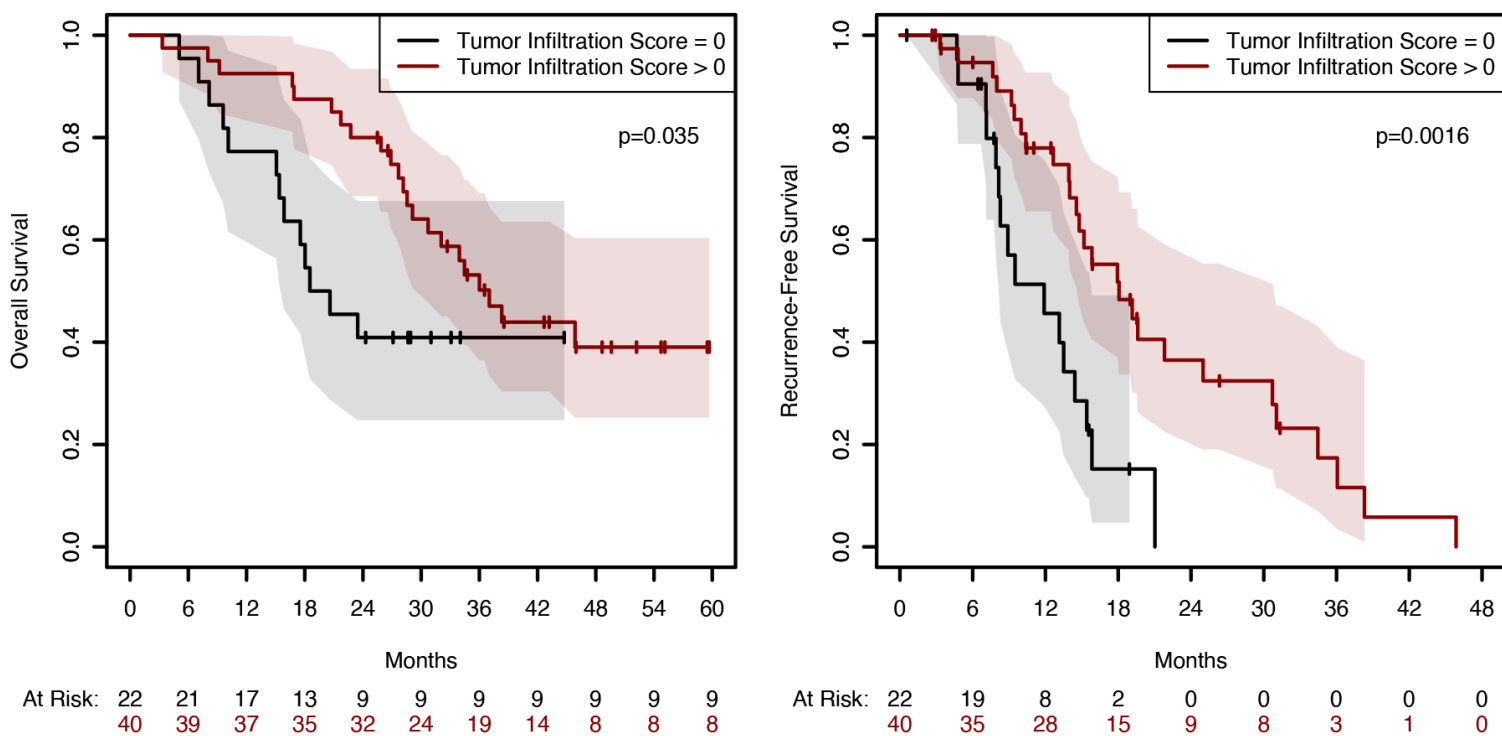 Tumor Infiltration Score = 0
Tumor Infiltration Score > 0
p=0.035
Overall Survival
1.0
0.8
0.6
0.4
0.2
0.0
0 6 12 18 24 30 36 42 54 60
Months
At Risk: 22 21 17 13 9 9 9 9 9 9 9
40 39 37 35 32 24 19 14 8 8 8
Tumor Infiltration Score = 0
Tumor Infiltration Score > 0
p=0.0016
Recurrence-Free Survival
1.0
0.8
0.6
0.4
0.2
0.0
0 6 12 18 24 30 36 42 48
Months
At Risk: 22 19 8 2 0 0 0 0 0
40 35 28 15 9 8 3 1 0